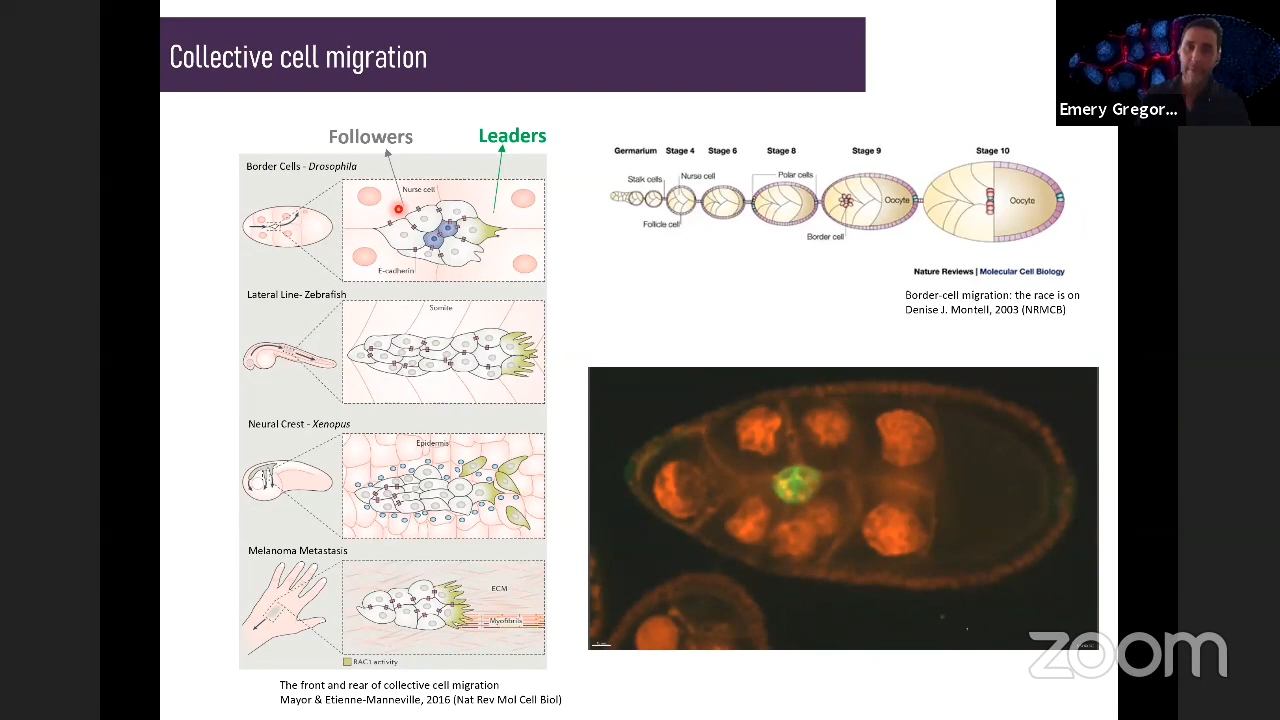 Collective cell migration
Emery Gregor...
Followers
Leaders
Border Cells - Drosophila
Nurse cell
E-cadherin
Lateral Line- Zebrafish
Somite
Neural Crest - Xenopus
Epidermis
Melanoma Metastasis
ECM
Myofibrils
RAC1 activity
The front and rear of collective cell migration
Mayor & Etienne-Manneville, 2016 (Nat Rev Mol Cell Biol)
Germarium Stage 4 Stage 6 Stage 8 Stage 9 Stage 10
Stalk cells
Nurse cell
Polar cells
Oocyte
Oocyte
Follicle cell
Border cell
Nature Reviews | Molecular Cell Biology
Border-cell migration: the race is on
Denise J. Montell, 2003 (NRMCB)
zoom